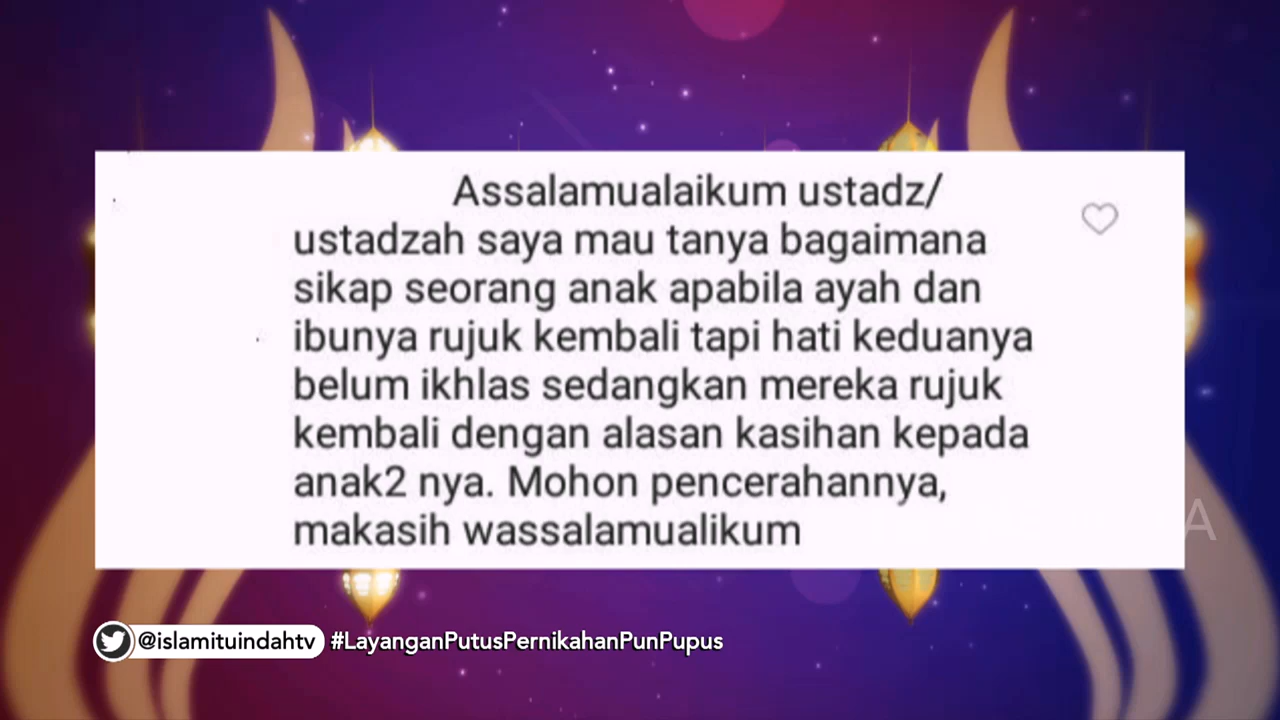 Assalamualaikum ustadz/
ustadzah saya mau tanya bagaimana
sikap seorang anak apabila ayah dan
ibunya rujuk kembali tapi hati keduanya
belum ikhlas sedangkan mereka rujuk
kembali dengan alasan kasihan kepada
anak2 nya. Mohon pencerahannya,
makasih wassalamualikum
@islamituindahtv #LayanganPutusPernikahanPunPupus